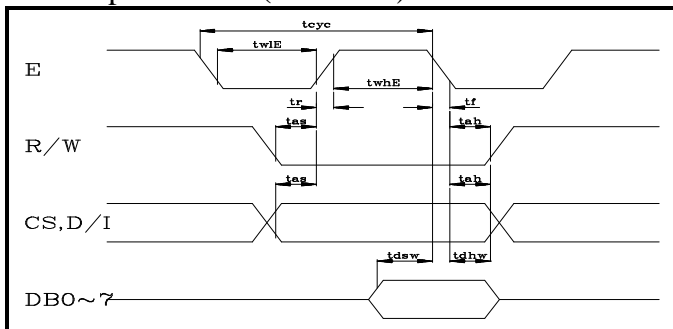 tcyc
twlE
E
twhE
tr
tf
tas
tah
R/W
tas
tah
CS,D/I
tdsw
tdhw
DB0~7